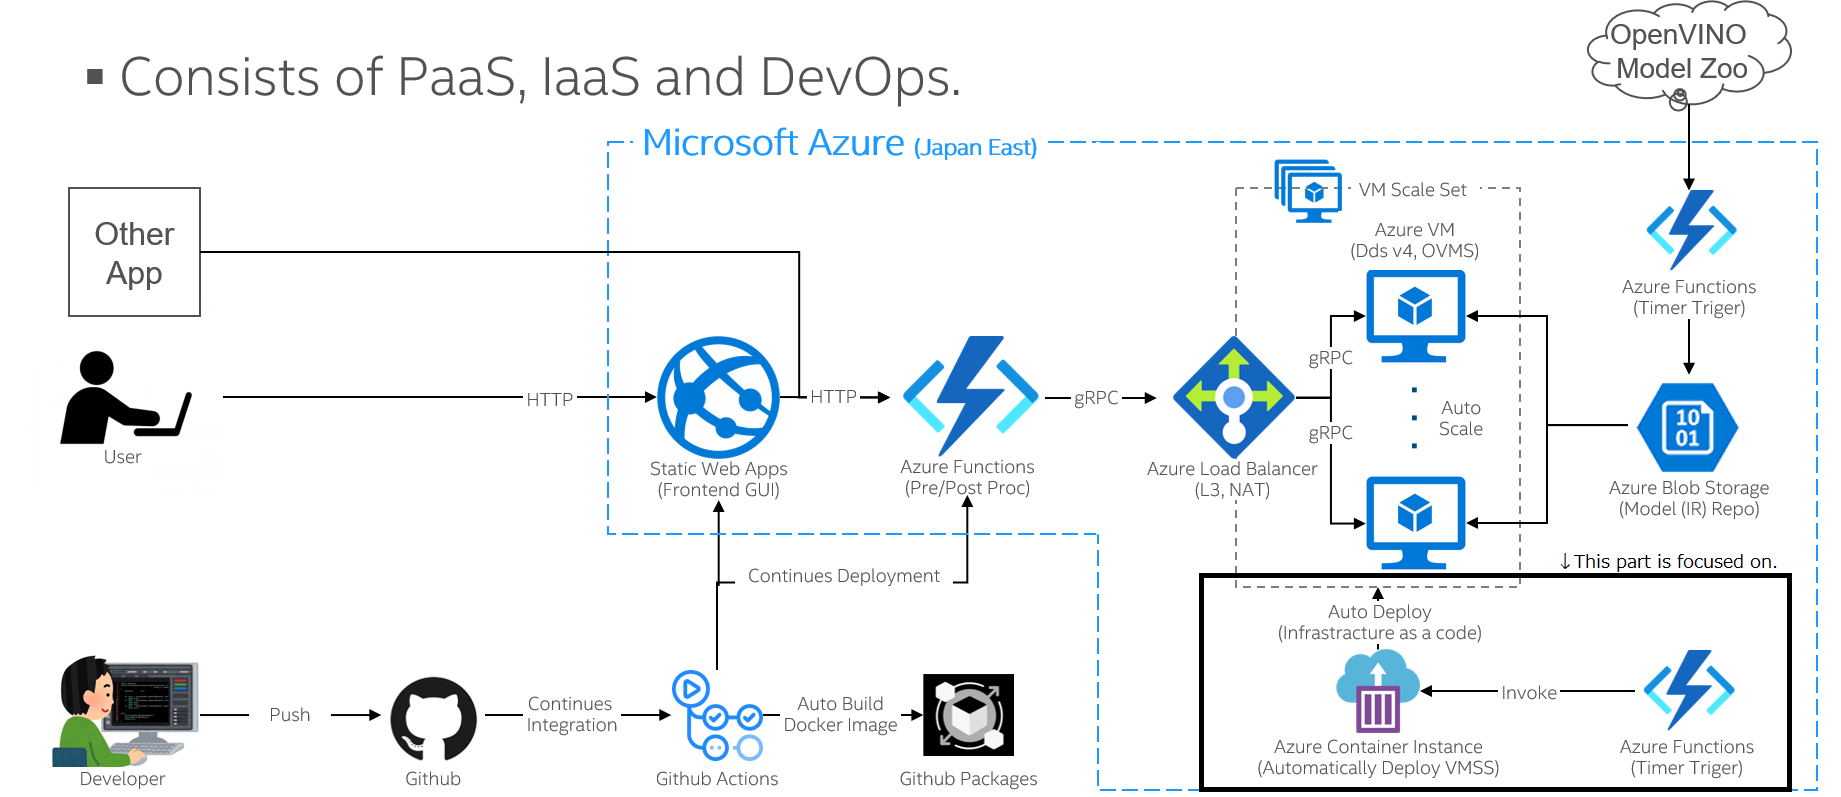 ▪ Consists of PaaS, IaaS and DevOps.
OpenVINO
Model Zoo
Microsoft Azure (Japan East)
VM Scale Set
Other
App
Azure VM
(Dds v4, OVMS)
Azure Functions
(Timer Triger)
gRPC
HTTP
HTTP
gRPC
gRPC
Auto
Scale
10
01
User
Static Web Apps
(Frontend GUI)
Azure Functions
(Pre/Post Proc)
Azure Load Balancer
(L3, NAT)
Azure Blob Storage
(Model (IR) Repo)
↓This part is focused on.
Continues Deployment
Auto Deploy
(Infrastracture as a code)
Push
Continues
Integration
Auto Build
Docker Image
Invoke
Developer
Github
Github Actions
Github Packages
Azure Container Instance
(Automatically Deploy VMSS)
Azure Functions
(Timer Triger)